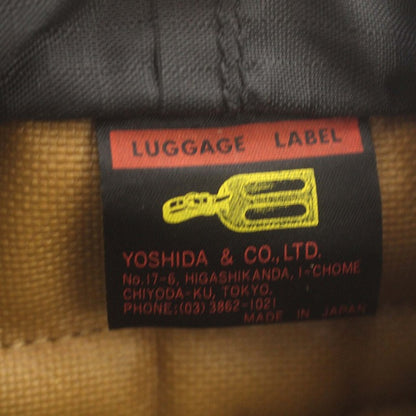 LUGGAGE LABEL
YOSHIDA & CO., LTD.
No. 17-6, HIGASHIKANDA, 1-CHOME
CHIYODA-KU, TOKYO.
PHONE: (03) 3862-1021
MADE IN JAPAN